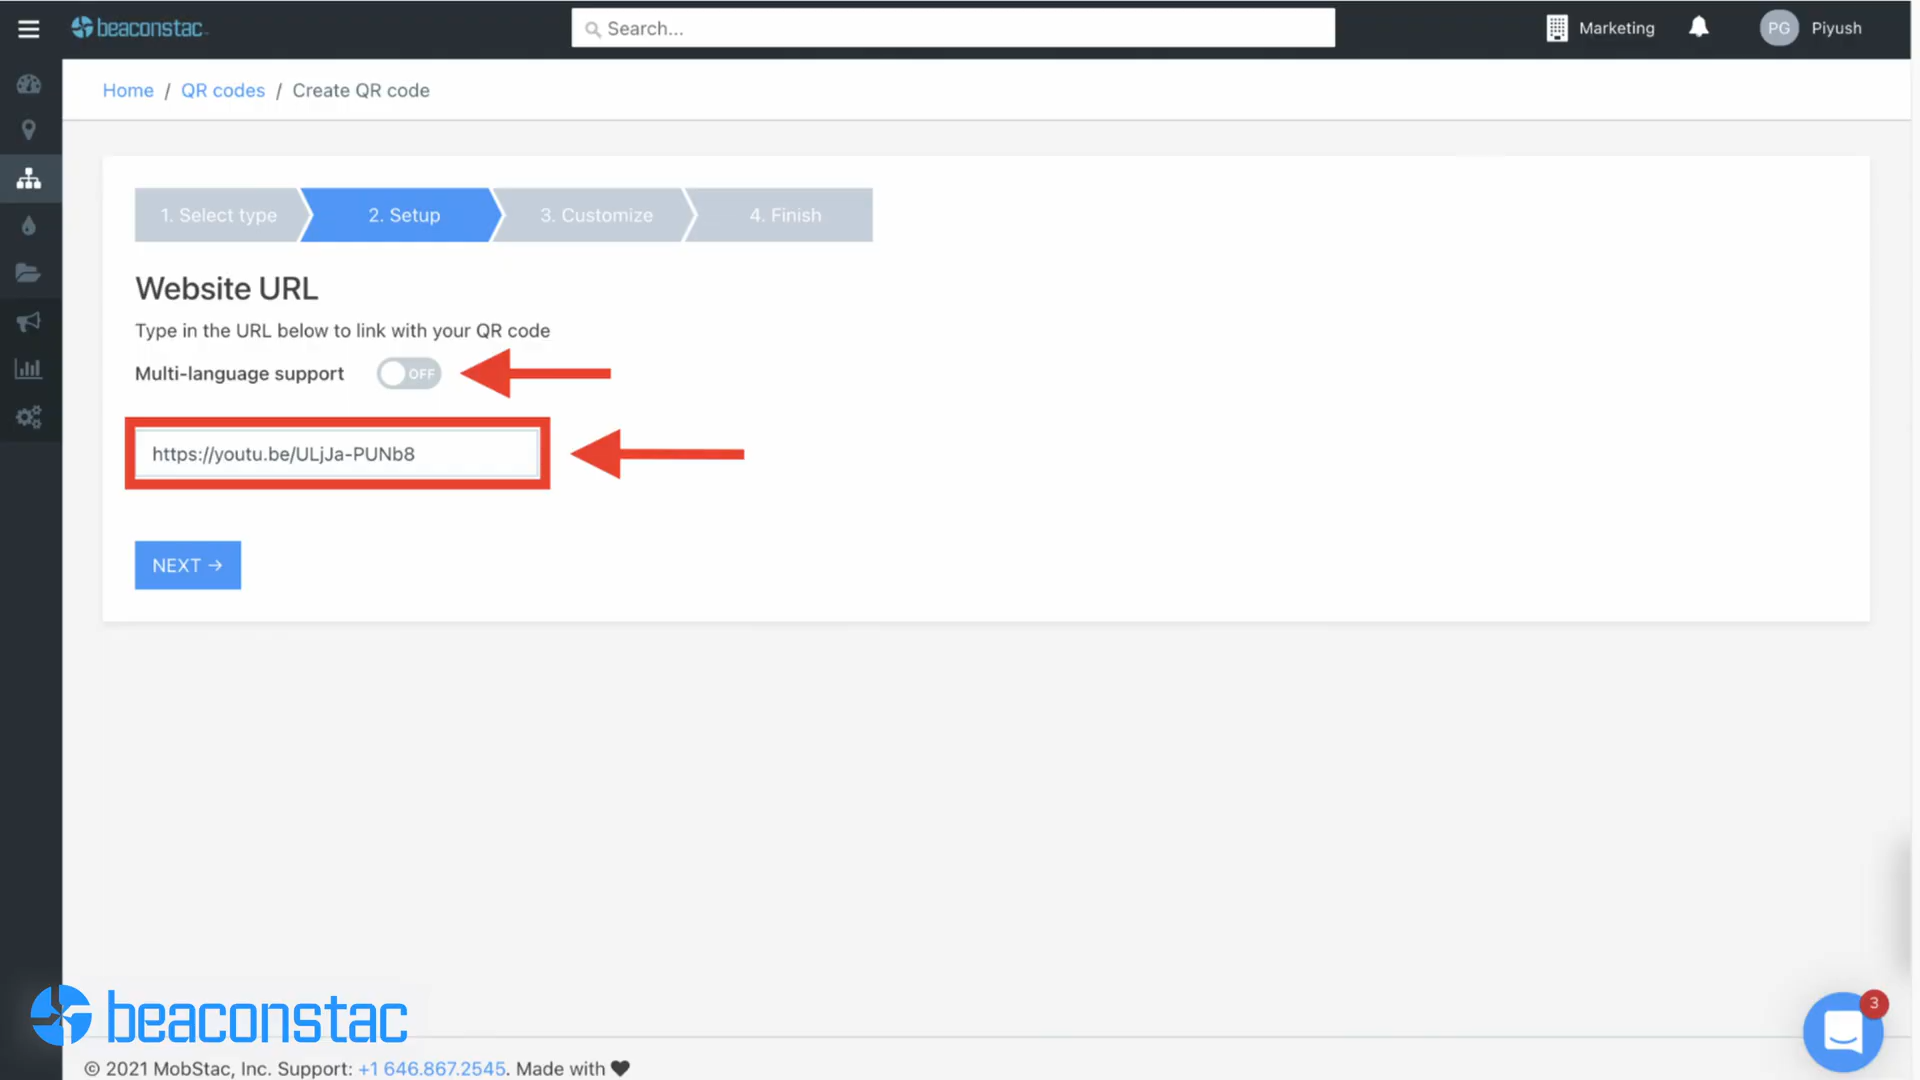 beaconstac
Search...
Marketing
PG
Piyush
Home / QR codes / Create QR code
1. Select type
2. Setup
3. Customize
4. Finish
Website URL
Type in the URL below to link with your QR code
Multi-language support
OFF
https://youtu.be/ULjJa-PUNb8
NEXT →
beaconstac
3
© 2021 MobStac, Inc. Support: +1 646.867.2545. Made with ♥